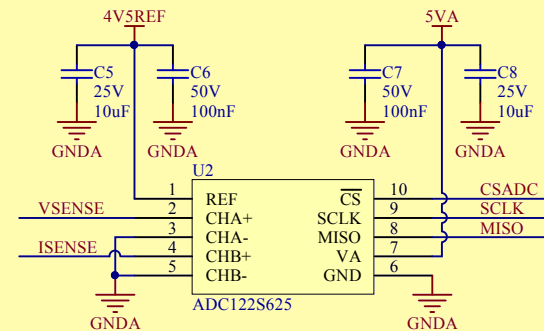 4V5REF
5VA
C5
25V
10uF
C6
50V
100nF
C7
50V
100nF
C8
25V
10uF
GNDA
GNDA
GNDA
GNDA
U2
VSENSE
ISENSE
1 REF
2 CHA+
3 CHA-
4 CHB+
5 CHB-
CS 10 CSADC
SCLK 9 SCLK
MISO 8 MISO
VA 7
GND 6
ADC122S625
GNDA
GNDA